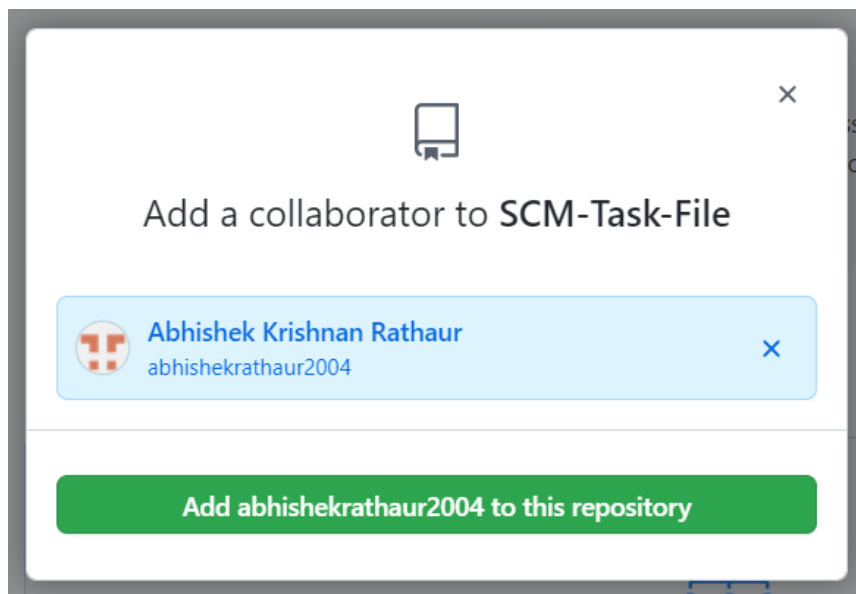 Add a collaborator to SCM-Task-File
Abhishek Krishnan Rathaur
abhishekrathaur2004
Add abhishekrathaur2004 to this repository